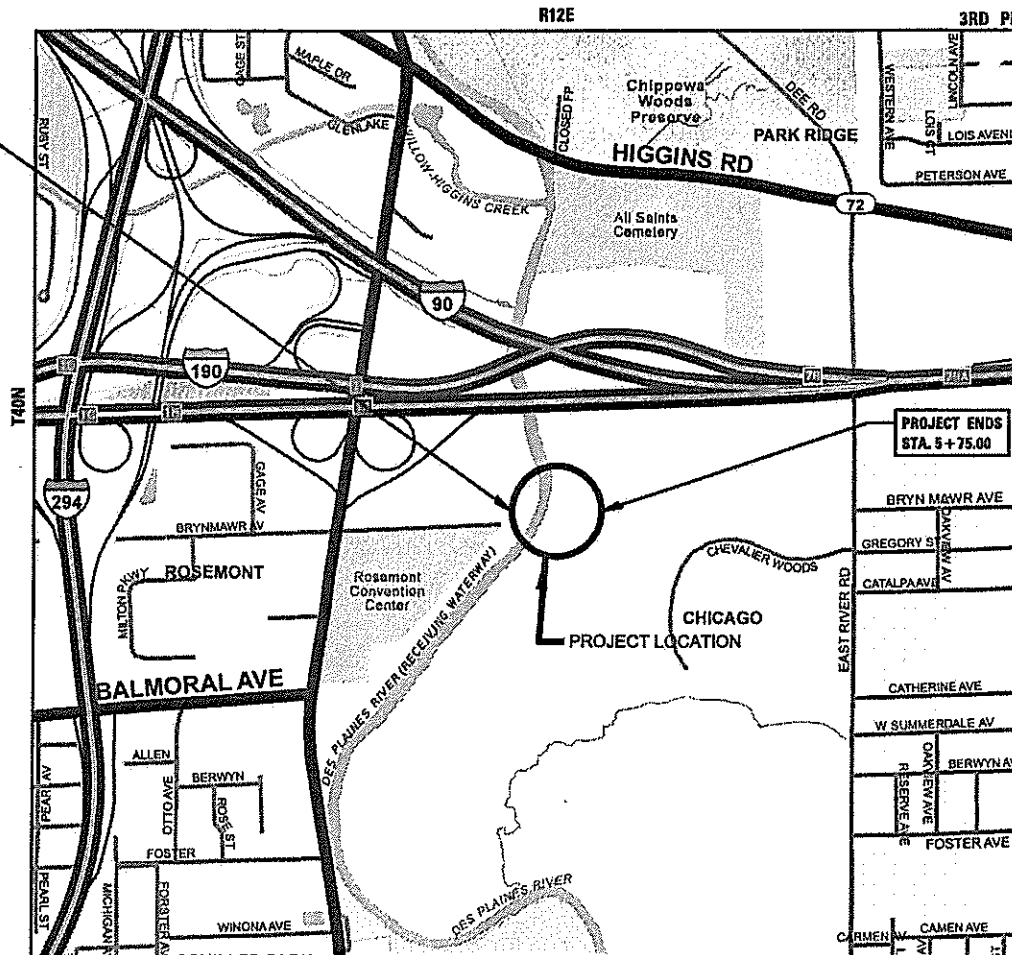 R12E
3RD
GAGE ST
MAPLE DR
GLENLAKE
WILLOW-HIGGINS CREEK
CLOSED FP
Chippewa
Woods
Preserve
DEE RD
PARK RIDGE
HIGGINS RD
72
WESTERN AVE
LINCOLN AVE
LOIS CT
PETERSON AVE
RUBY ST
All Saints
Cemetery
90
190
T40N
294
PROJECT ENDS
STA. 5+75.00
GAGE AV
BRYNMAWR AV
BRYN MAWR AVE
MILTON PKWY
ROSEMONT
Rosemont
Convention
Center
DES PLAINES RIVER (RECEIVING WATERWAY)
CHEVALIER WOODS
GREGORY ST
OAKVIEW AV
CATALPA AVE
CHICAGO
PROJECT LOCATION
EAST RIVER RD
BALMORAL AVE
CATHERINE AVE
W SUMMERDALE AV
ALLEN
BERWYN
OTTO AVE
ROSE ST
PEARL AV
RESERVE AVE
OAKVIEW AVE
BERWYN AV
FOSTER
FOSTER AVE
PEARL ST
MICHIGAN AV
FORSTER AV
WINONA AVE
DES PLAINES RIVER
CARMEN AV
CAMEN AVE